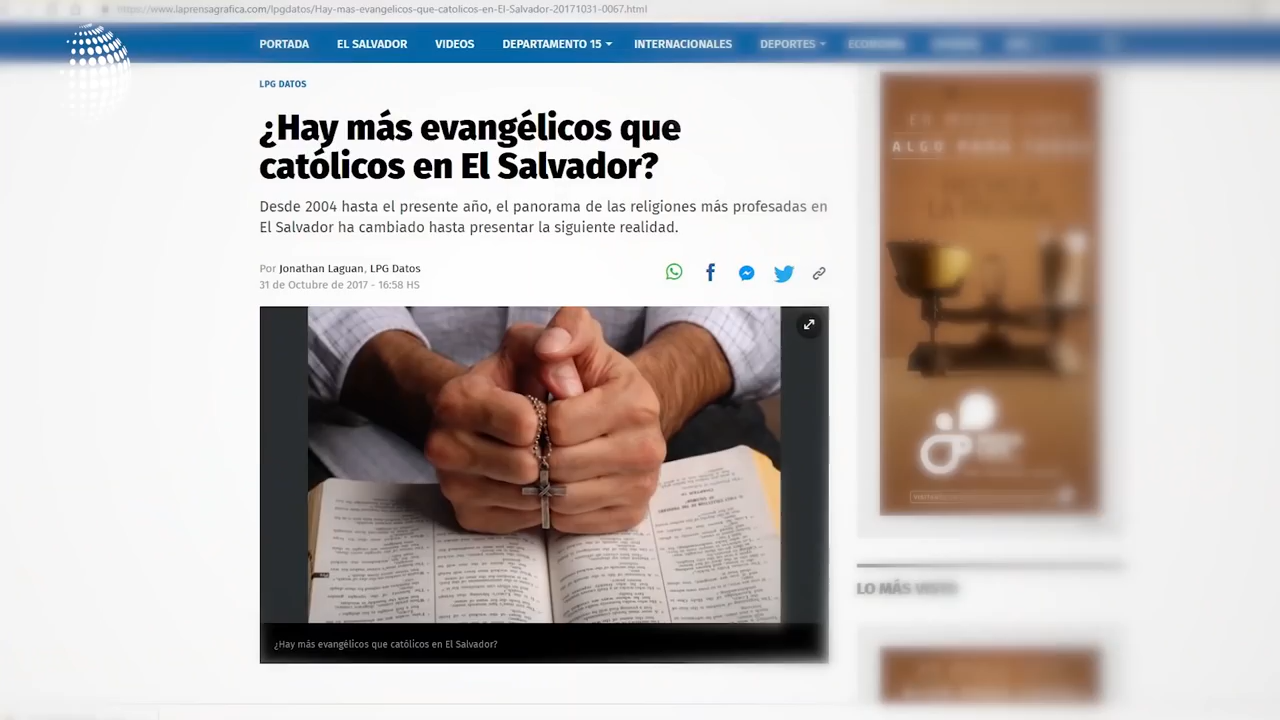 https://www.laprensagrafica.com/lpgdatos/Hay-mas-evangelicos-que-catolicos-en-El-Salvador-20171031-0067.html
PORTADA EL SALVADOR VIDEOS DEPARTAMENTO 15 INTERNACIONALES DEPORTES
LPG DATOS
¿Hay más evangélicos que
católicos en El Salvador?
Desde 2004 hasta el presente año, el panorama de las religiones más profesadas en
El Salvador ha cambiado hasta presentar la siguiente realidad.
Por Jonathan Laguan, LPG Datos
31 de Octubre de 2017 - 16:58 HS
ALGO PARA
¿Hay más evangélicos que católicos en El Salvador?
LO MÁS